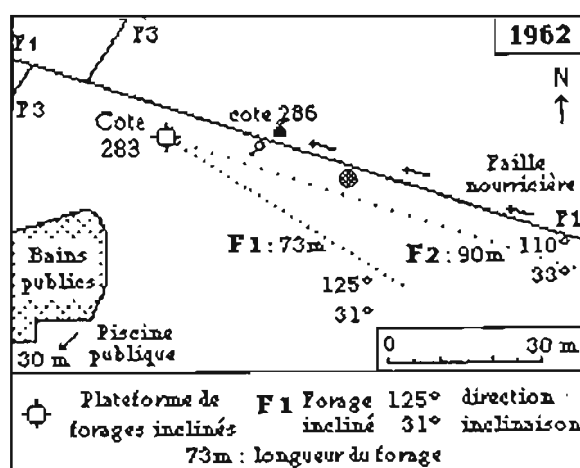 1962
F1
F3
F3
N
Cote
283
cote 286
Faille
nourricière
F1
F1 : 73m
F2 : 90m
110°
33°
125°
31°
Bains
publics
30 m
Piscine
publique
0
30 m
Plateforme de
forages inclinés
F1
Forage
incliné
125°
31°
direction
inclinaison
73m : longueur du forage